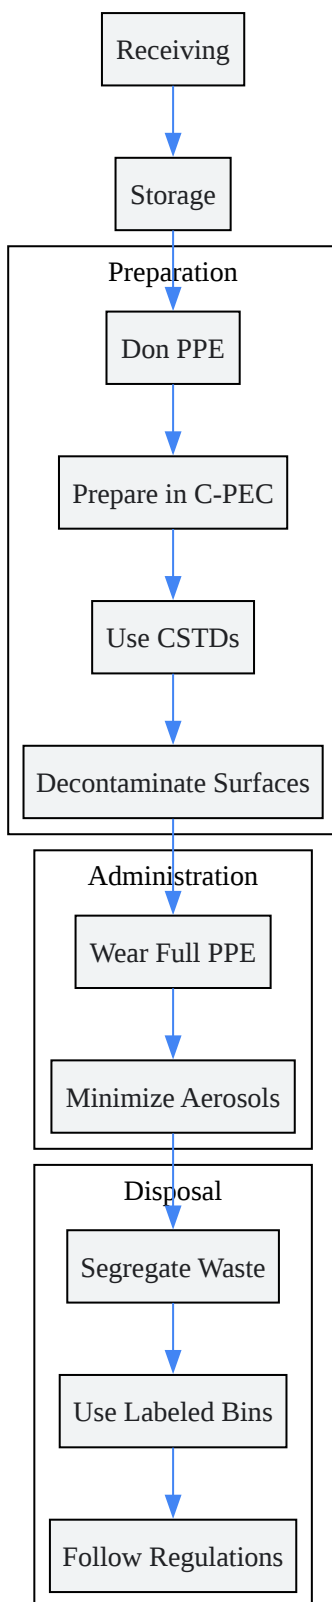 Receiving
Storage
Preparation
Don PPE
Prepare in C-PEC
Use CSTDs
Decontaminate Surfaces
Administration
Wear Full PPE
Minimize Aerosols
Disposal
Segregate Waste
Use Labeled Bins
Follow Regulations